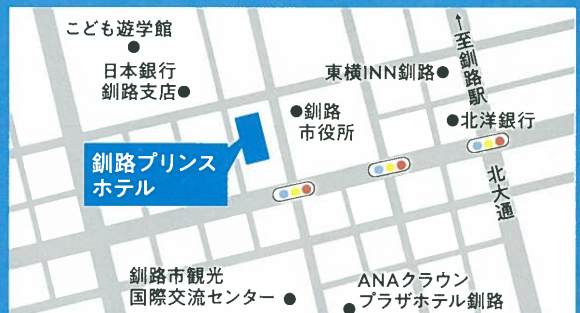 こども遊学館
日本銀行
釧路支店
東横INN釧路
↑至釧路駅
釧路
市役所
北洋銀行
釧路プリンス
ホテル
北大通
釧路市観光
国際交流センター
ANAクラウン
プラザホテル釧路